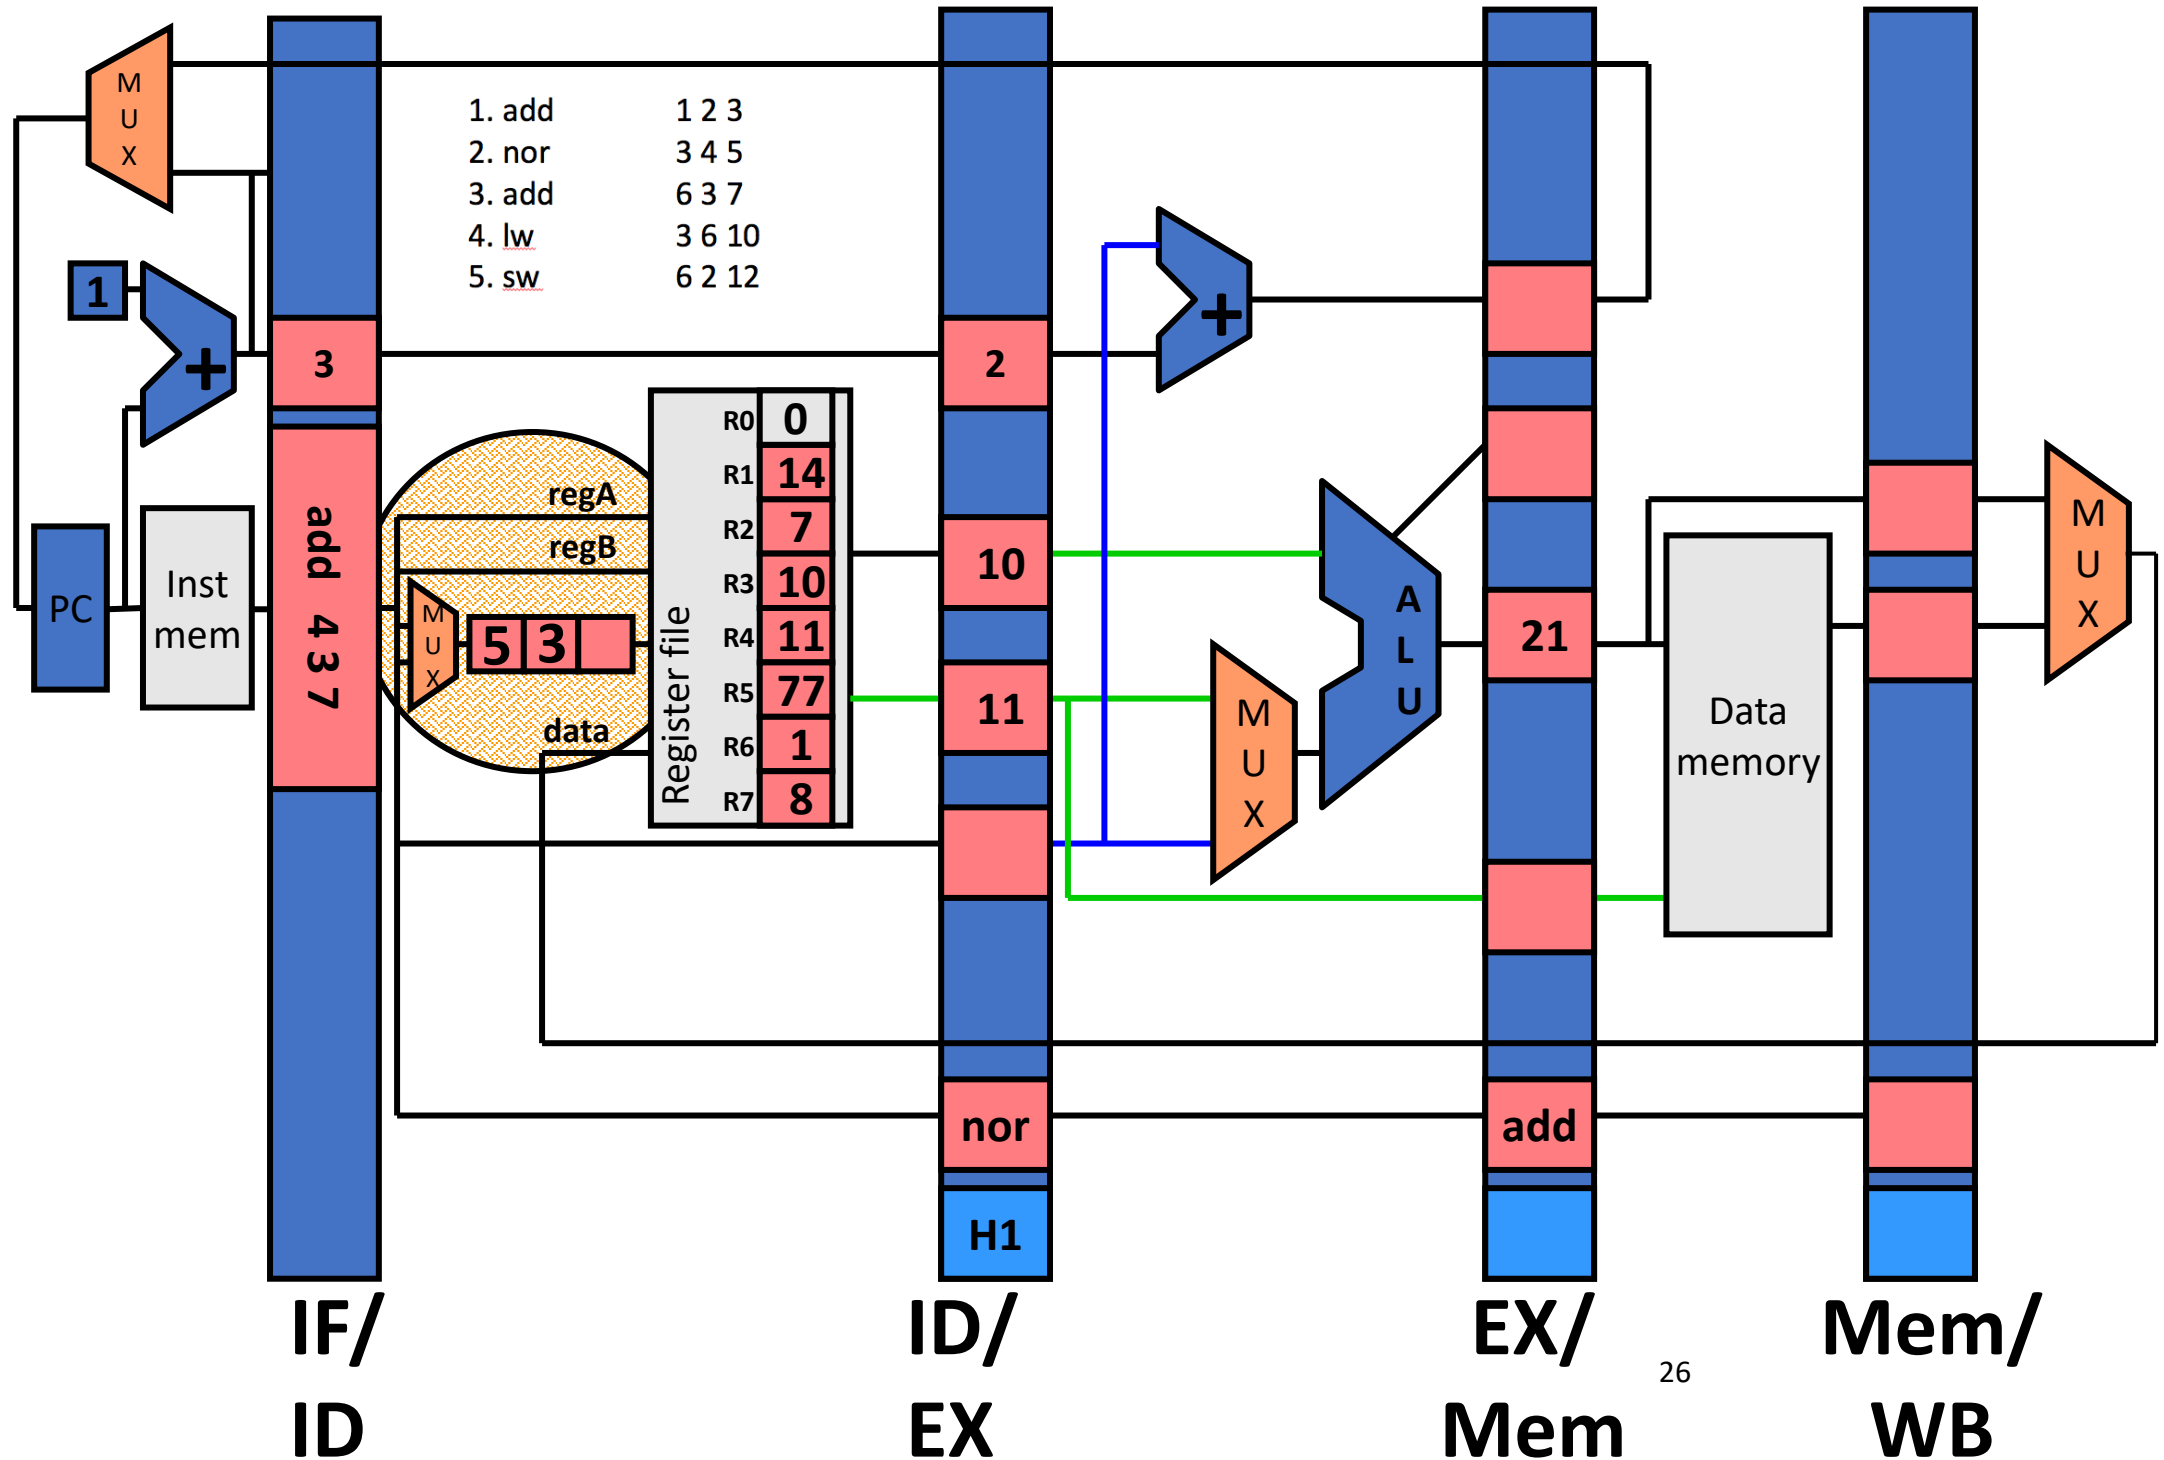 M
U
X
1. add 1 2 3
2. nor 3 4 5
3. add 6 3 7
4. lw 3 6 10
5. sw 6 2 12
1
+
+
3
2
R0 0
R1 14
R2 7
R3 10
R4 11
R5 77
R6 1
R7 8
Register file
regA
regB
data
M
U
X
5 3
add 4 3 7
PC
Inst
mem
10
11
M
U
X
A
L
U
21
Data
memory
M
U
X
nor
add
H1
IF/
ID
ID/
EX
EX/
Mem
26
Mem/
WB